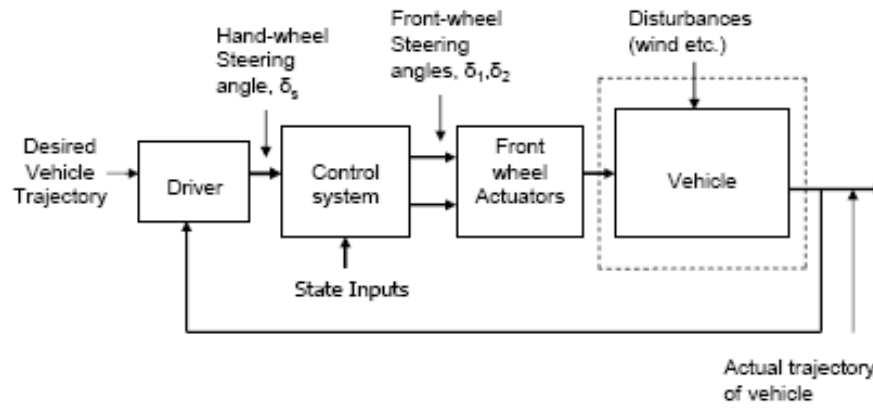 Hand-wheel
Steering
angle, δs
Front-wheel
Steering
angles, δ1,δ2
Disturbances
(wind etc.)
Desired
Vehicle
Trajectory
Driver
Control
system
Front
wheel
Actuators
Vehicle
State Inputs
Actual trajectory
of vehicle